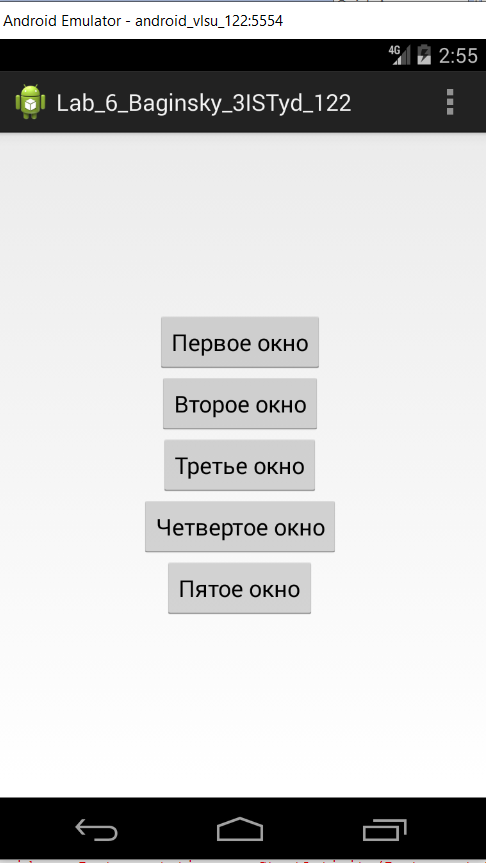 Android Emulator - android_vlsu_122:5554
4G 2:55
Lab_6_Baginsky_3ISTyd_122
Первое окно
Второе окно
Третье окно
Четвертое окно
Пятое окно